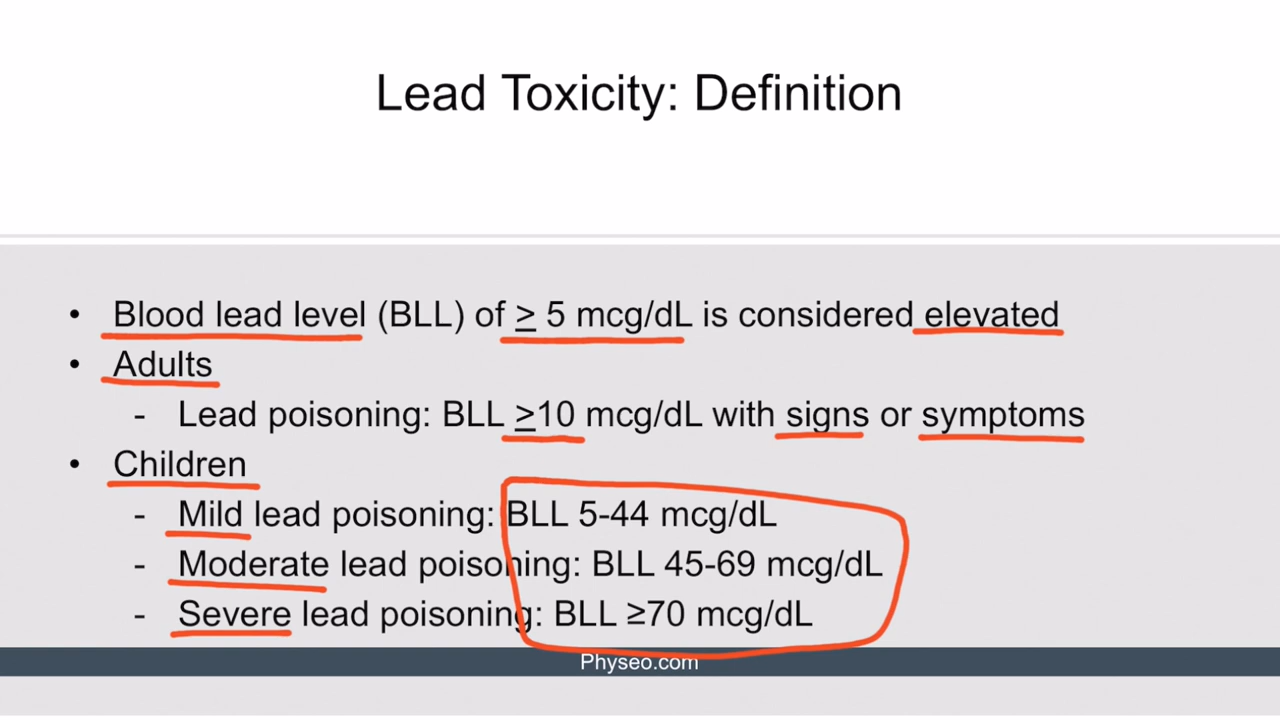 Lead Toxicity: Definition
• Blood lead level (BLL) of ≥ 5 mcg/dL is considered elevated
• Adults
- Lead poisoning: BLL ≥10 mcg/dL with signs or symptoms
• Children
- Mild lead poisoning: BLL 5-44 mcg/dL
- Moderate lead poisoning: BLL 45-69 mcg/dL
- Severe lead poisoning: BLL ≥70 mcg/dL
Physeo.com